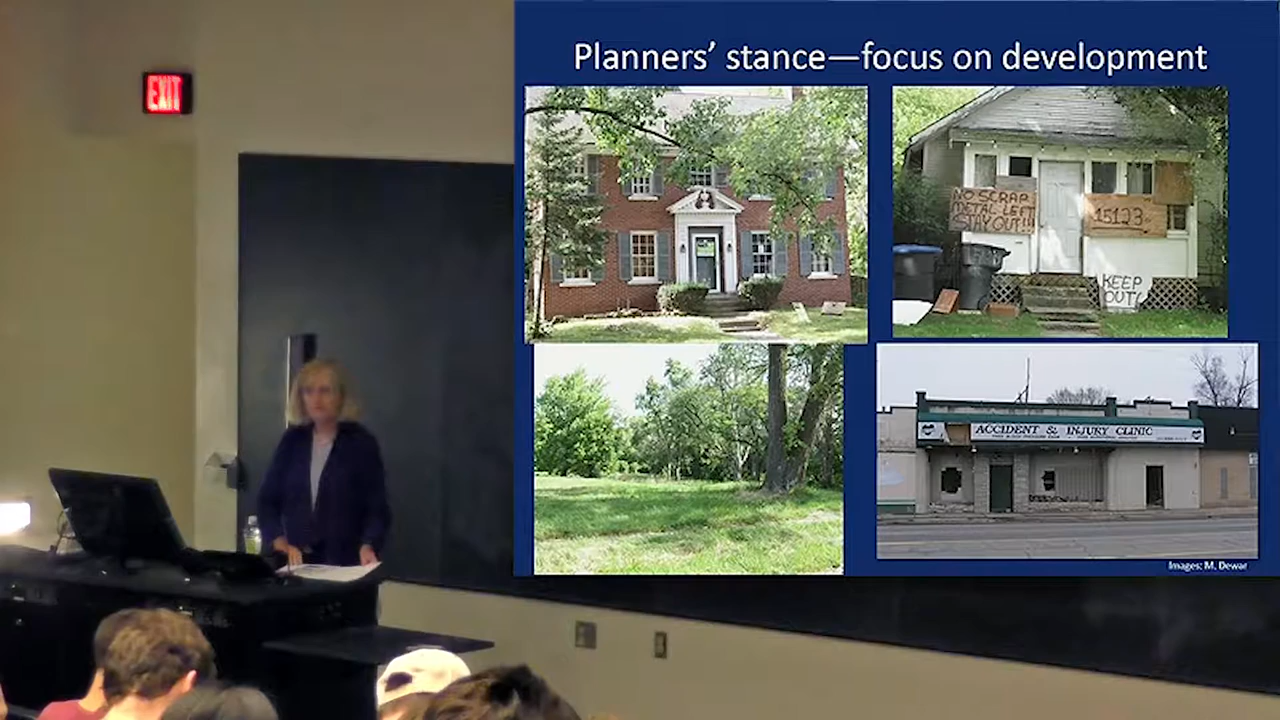 EXIT
Planners’ stance—focus on development
NO SCRAP
METAL LEFT
STAY OUT!!!
15123
KEEP
OUT!
ACCIDENT & INJURY CLINIC
Images: M. Dewar